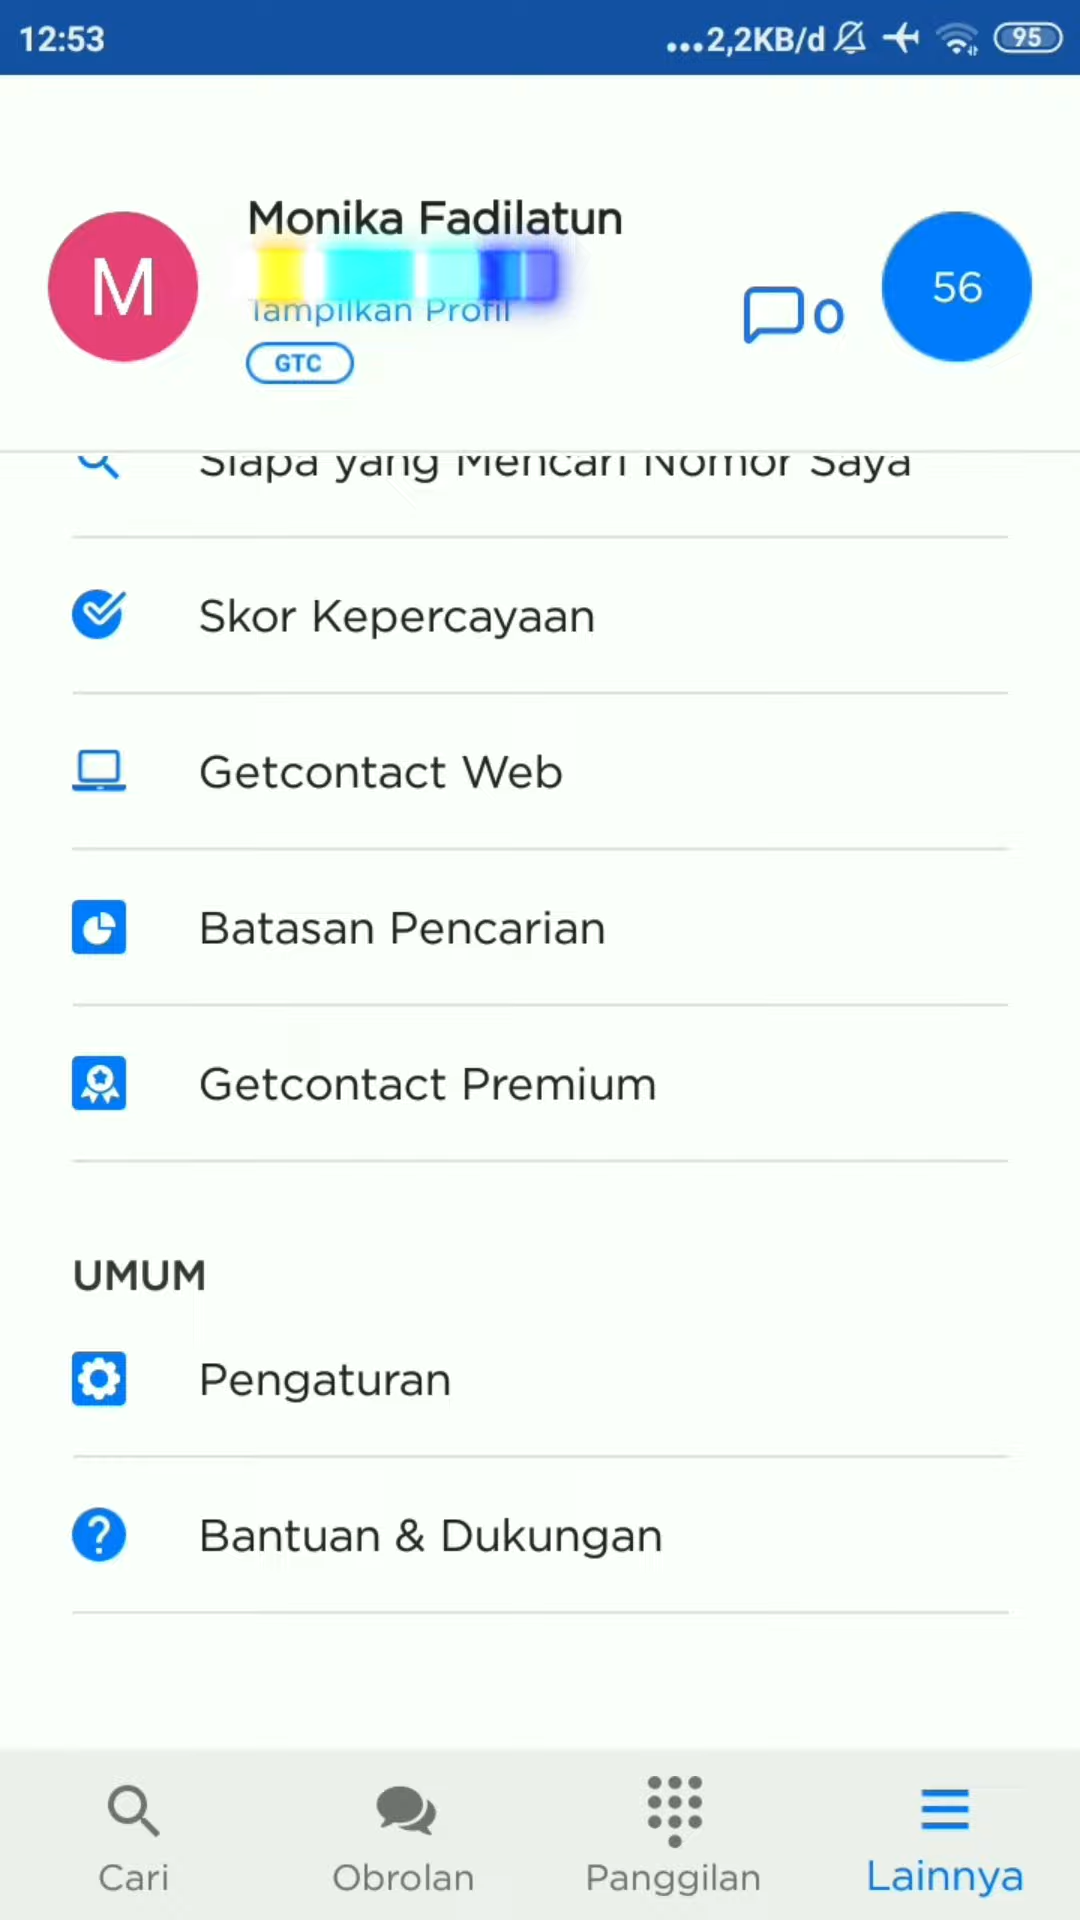 12:53
...2,2KB/d
95
Monika Fadilatun
M
Tampilkan Profil
0
56
GTC
Siapa yang Mencari Nomor Saya
Skor Kepercayaan
Getcontact Web
Batasan Pencarian
Getcontact Premium
UMUM
Pengaturan
Bantuan & Dukungan
Cari
Obrolan
Panggilan
Lainnya